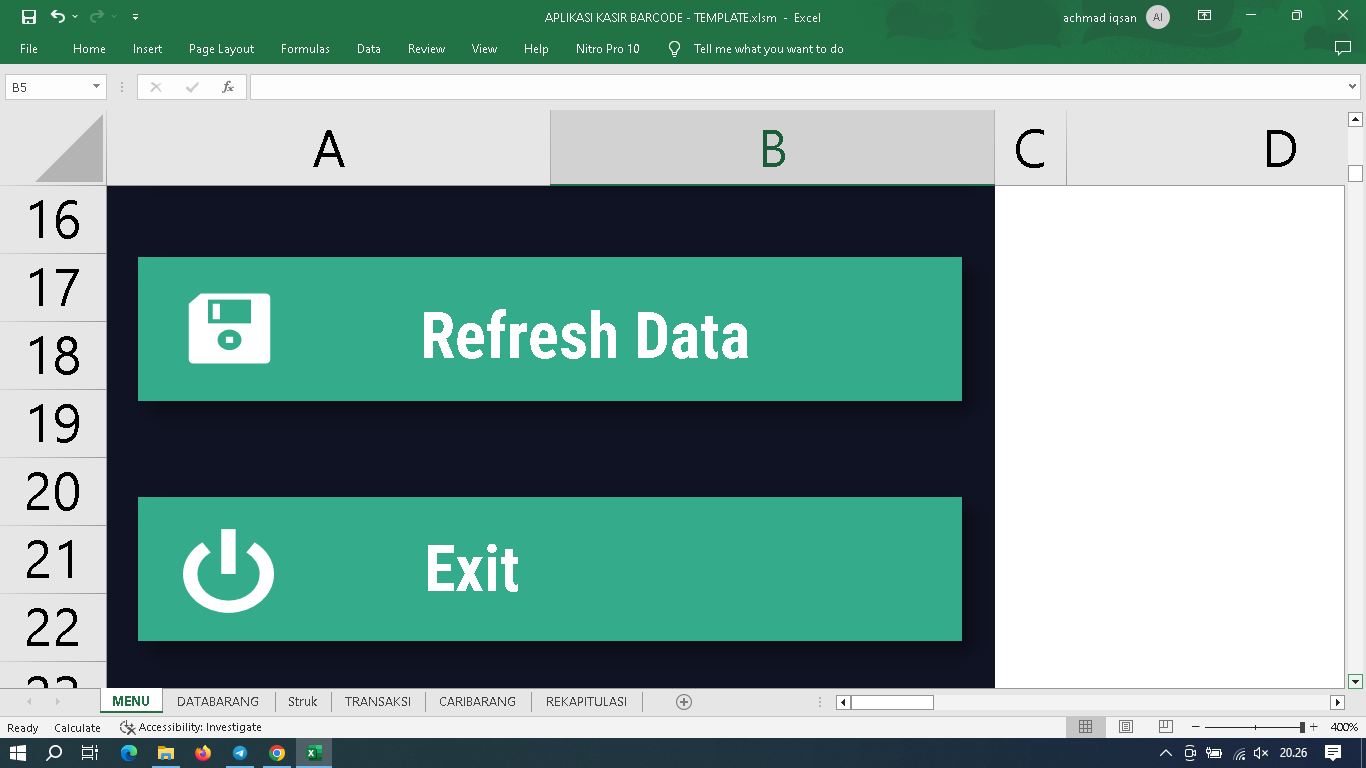 APLIKASI KASIR BARCODE - TEMPLATE.xlsm - Excel
achmad iqsan
AI
File Home Insert Page Layout Formulas Data Review View Help Nitro Pro 10 Tell me what you want to do
B5
fx
A B C D
16
17
18
19
20
21
22
23
Refresh Data
Exit
MENU DATABARANG Struk TRANSAKSI CARIBARANG REKAPITULASI
Ready Calculate Accessibility: Investigate
400%
20.26